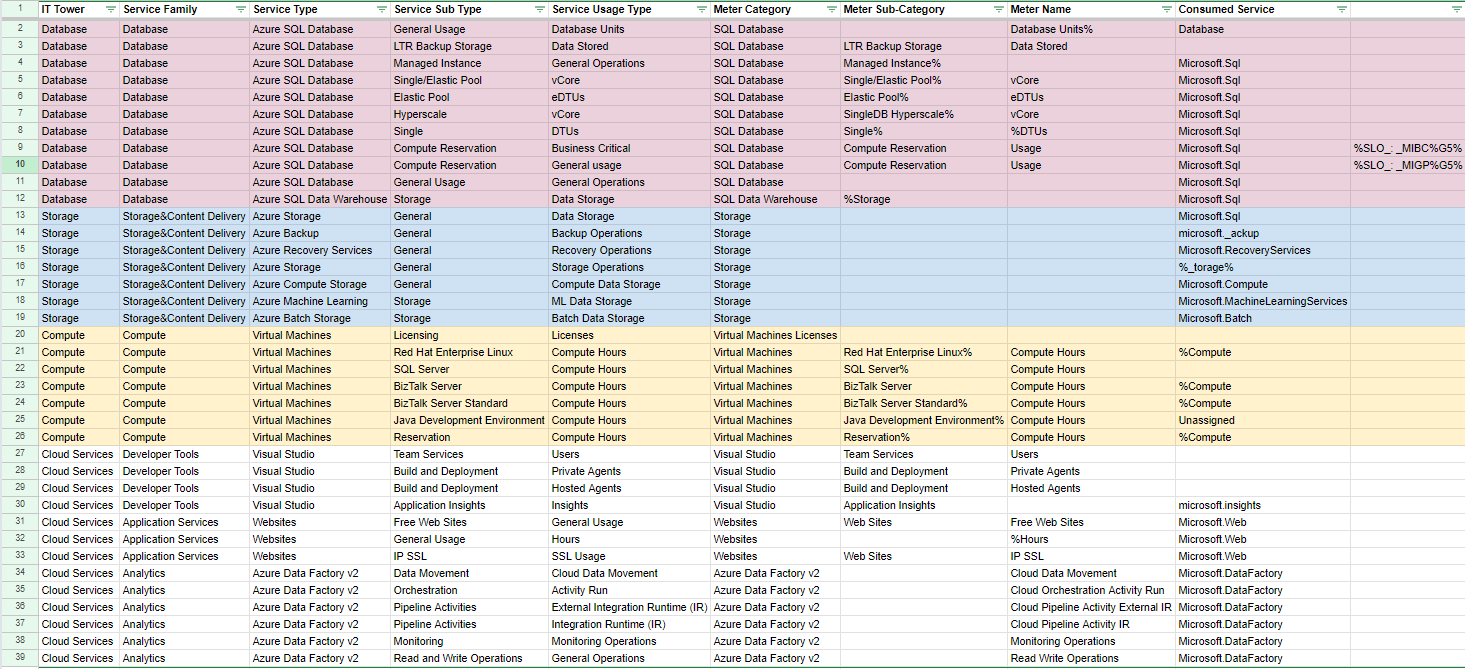 1 IT Tower Service Family Service Type Service Sub Type Service Usage Type Meter Category Meter Sub-Category Meter Name Consumed Service
2 Database Database Azure SQL Database General Usage Database Units SQL Database Database Units% Database
3 Database Database Azure SQL Database LTR Backup Storage Data Stored SQL Database LTR Backup Storage Data Stored
4 Database Database Azure SQL Database Managed Instance General Operations SQL Database Managed Instance% Microsoft.Sql
5 Database Database Azure SQL Database Single/Elastic Pool vCore SQL Database Single/Elastic Pool% vCore Microsoft.Sql
6 Database Database Azure SQL Database Elastic Pool eDTUs SQL Database Elastic Pool% eDTUs Microsoft.Sql
7 Database Database Azure SQL Database Hyperscale vCore SQL Database SingleDB Hyperscale% vCore Microsoft.Sql
8 Database Database Azure SQL Database Single DTUs SQL Database Single% %DTUs Microsoft.Sql
9 Database Database Azure SQL Database Compute Reservation Business Critical SQL Database Compute Reservation Usage Microsoft.Sql %SLO_: _MIBC%G5%
10 Database Database Azure SQL Database Compute Reservation General usage SQL Database Compute Reservation Usage Microsoft.Sql %SLO_: _MIGP%G5%
11 Database Database Azure SQL Database General Usage General Operations SQL Database Microsoft.Sql
12 Database Database Azure SQL Data Warehouse Storage Data Storage SQL Data Warehouse %Storage Microsoft.Sql
13 Storage Storage&Content Delivery Azure Storage General Data Storage Storage Microsoft.Sql
14 Storage Storage&Content Delivery Azure Backup General Backup Operations Storage microsoft._ackup
15 Storage Storage&Content Delivery Azure Recovery Services General Recovery Operations Storage Microsoft.RecoveryServices
16 Storage Storage&Content Delivery Azure Storage General Storage Operations Storage %_torage%
17 Storage Storage&Content Delivery Azure Compute Storage General Compute Data Storage Storage Microsoft.Compute
18 Storage Storage&Content Delivery Azure Machine Learning Storage ML Data Storage Storage Microsoft.MachineLearningServices
19 Storage Storage&Content Delivery Azure Batch Storage Storage Batch Data Storage Storage Microsoft.Batch
20 Compute Compute Virtual Machines Licensing Licenses Virtual Machines Licenses
21 Compute Compute Virtual Machines Red Hat Enterprise Linux Compute Hours Virtual Machines Red Hat Enterprise Linux% Compute Hours %Compute
22 Compute Compute Virtual Machines SQL Server Compute Hours Virtual Machines SQL Server% Compute Hours
23 Compute Compute Virtual Machines BizTalk Server Compute Hours Virtual Machines BizTalk Server Compute Hours %Compute
24 Compute Compute Virtual Machines BizTalk Server Standard Compute Hours Virtual Machines BizTalk Server Standard% Compute Hours %Compute
25 Compute Compute Virtual Machines Java Development Environment Compute Hours Virtual Machines Java Development Environment% Compute Hours Unassigned
26 Compute Compute Virtual Machines Reservation Compute Hours Virtual Machines Reservation% Compute Hours %Compute
27 Cloud Services Developer Tools Visual Studio Team Services Users Visual Studio Team Services Users
28 Cloud Services Developer Tools Visual Studio Build and Deployment Private Agents Visual Studio Build and Deployment Private Agents
29 Cloud Services Developer Tools Visual Studio Build and Deployment Hosted Agents Visual Studio Build and Deployment Hosted Agents
30 Cloud Services Developer Tools Visual Studio Application Insights Insights Visual Studio Application Insights microsoft.insights
31 Cloud Services Application Services Websites Free Web Sites General Usage Websites Web Sites Free Web Sites Microsoft.Web
32 Cloud Services Application Services Websites General Usage Hours Websites %Hours Microsoft.Web
33 Cloud Services Application Services Websites IP SSL SSL Usage Websites Web Sites IP SSL Microsoft.Web
34 Cloud Services Analytics Azure Data Factory v2 Data Movement Cloud Data Movement Azure Data Factory v2 Cloud Data Movement Microsoft.DataFactory
35 Cloud Services Analytics Azure Data Factory v2 Orchestration Activity Run Azure Data Factory v2 Cloud Orchestration Activity Run Microsoft.DataFactory
36 Cloud Services Analytics Azure Data Factory v2 Pipeline Activities External Integration Runtime (IR) Azure Data Factory v2 Cloud Pipeline Activity External IR Microsoft.DataFactory
37 Cloud Services Analytics Azure Data Factory v2 Pipeline Activities Integration Runtime (IR) Azure Data Factory v2 Cloud Pipeline Activity IR Microsoft.DataFactory
38 Cloud Services Analytics Azure Data Factory v2 Monitoring Monitoring Operations Azure Data Factory v2 Monitoring Operations Microsoft.DataFactory
39 Cloud Services Analytics Azure Data Factory v2 Read and Write Operations General Operations Azure Data Factory v2 Read Write Operations Microsoft.DataFactory